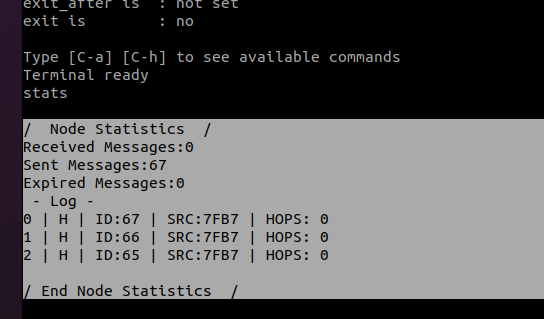 exit_after is  : not set
exit is        : no
Type [C-a] [C-h] to see available commands
Terminal ready
stats
/  Node Statistics  /
Received Messages:0
Sent Messages:67
Expired Messages:0
 - Log -
0 | H | ID:67 | SRC:7FB7 | HOPS: 0
1 | H | ID:66 | SRC:7FB7 | HOPS: 0
2 | H | ID:65 | SRC:7FB7 | HOPS: 0
/ End Node Statistics  /